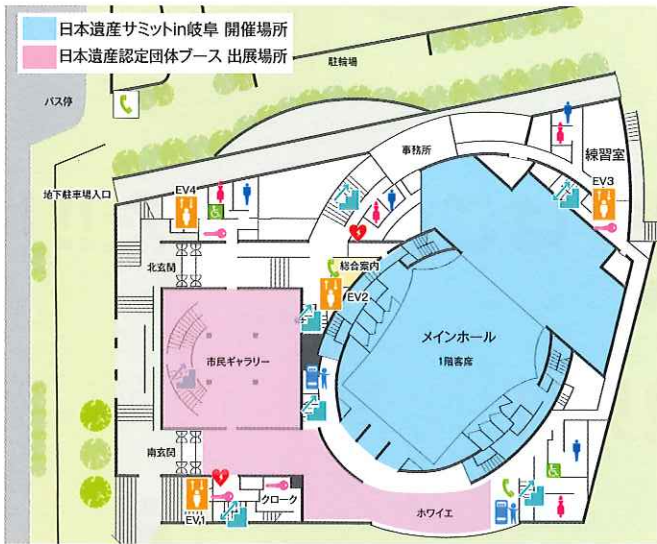 日本遺産サミットin岐阜 開催場所
日本遺産認定団体ブース 出展場所
駐輪場
バス停
事務所
練習室
地下駐車場入口
EV4
EV3
北玄関
総合案内
EV2
メインホール
1階客席
市民ギャラリー
南玄関
クローク
EV1
ホワイエ